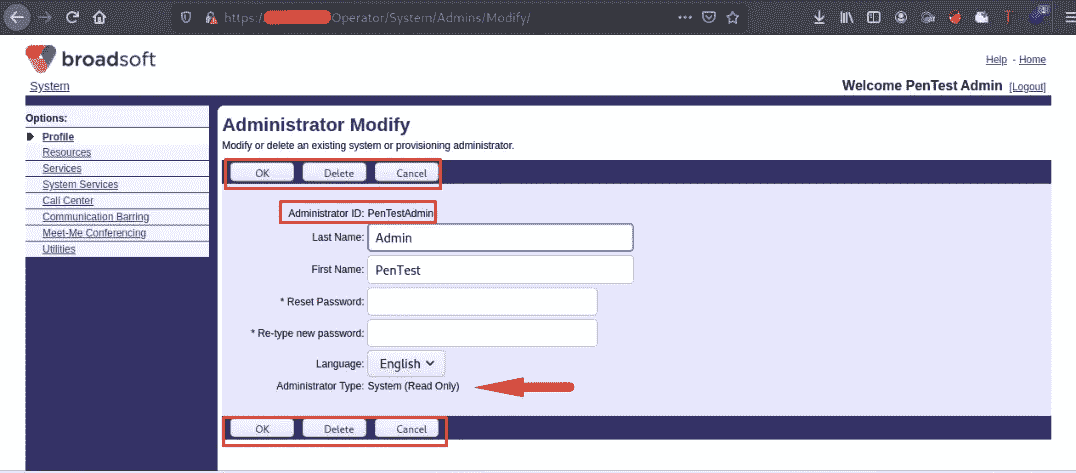 https:// Operator/System/Admins/Modify/
broadsoft
Help - Home
System
Welcome PenTest Admin [Logout]
Options:
Profile
Resources
Services
System Services
Call Center
Communication Barring
Meet-Me Conferencing
Utilities
Administrator Modify
Modify or delete an existing system or provisioning administrator.
OK Delete Cancel
Administrator ID: PenTestAdmin
Last Name: Admin
First Name: PenTest
* Reset Password:
* Re-type new password:
Language: English
Administrator Type: System (Read Only)
OK Delete Cancel